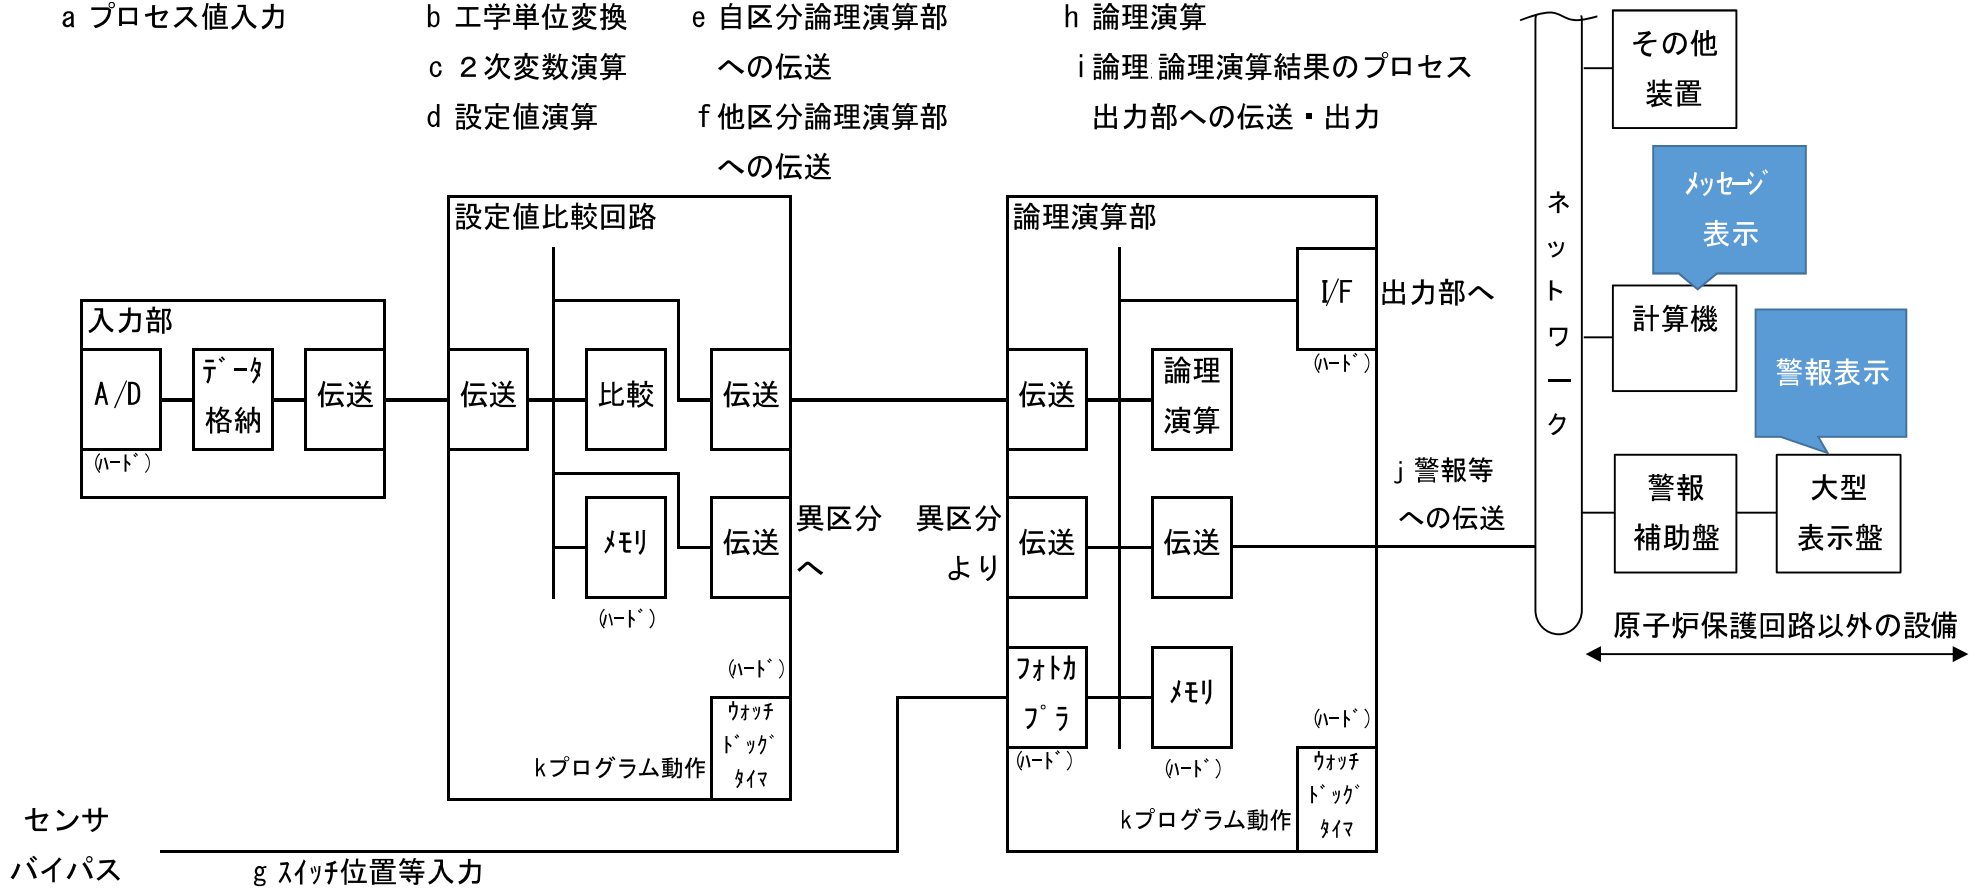 a プロセス値入力
b 工学単位変換
c ２次変数演算
d 設定値演算
e 自区分論理演算部
への伝送
f 他区分論理演算部
への伝送
h 論理演算
i 論理 論理演算結果のプロセス
出力部への伝送・出力
入力部
A/D
(ﾊｰﾄﾞ)
ﾃﾞｰﾀ
格納
伝送
設定値比較回路
伝送
比較
伝送
ﾒﾓﾘ
(ﾊｰﾄﾞ)
伝送
異区分
へ
(ﾊｰﾄﾞ)
ｳｫｯﾁ
ﾄﾞｯｸﾞ
ﾀｲﾏ
kプログラム動作
論理演算部
I/F
(ﾊｰﾄﾞ)
出力部へ
伝送
論理
演算
異区分
より
伝送
伝送
ﾌｫﾄｶ
ﾌﾟﾗ
(ﾊｰﾄﾞ)
ﾒﾓﾘ
(ﾊｰﾄﾞ)
(ﾊｰﾄﾞ)
ｳｫｯﾁ
ﾄﾞｯｸﾞ
ﾀｲﾏ
kプログラム動作
j 警報等
への伝送
ネットワーク
その他
装置
ﾒｯｾｰｼﾞ
表示
計算機
警報表示
警報
補助盤
大型
表示盤
原子炉保護回路以外の設備
センサ
バイパス
g ｽｲｯﾁ位置等入力